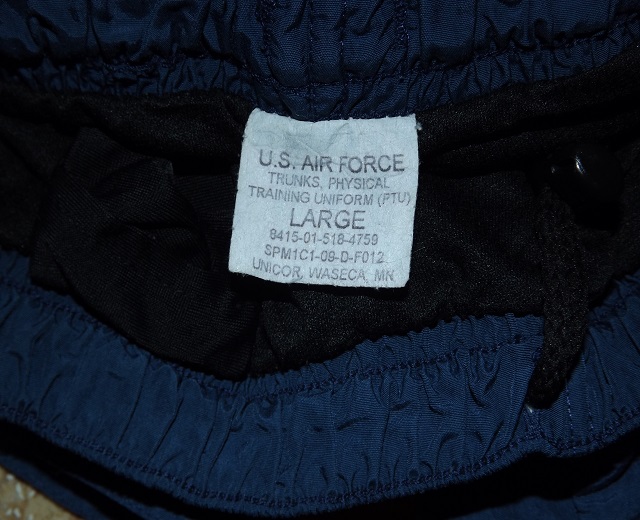 U.S. AIR FORCE
TRUNKS, PHYSICAL
TRAINING UNIFORM (PTU)
LARGE
8415-01-518-4759
SPM1C1-09-D-F012
UNICOR, WASECA, MN